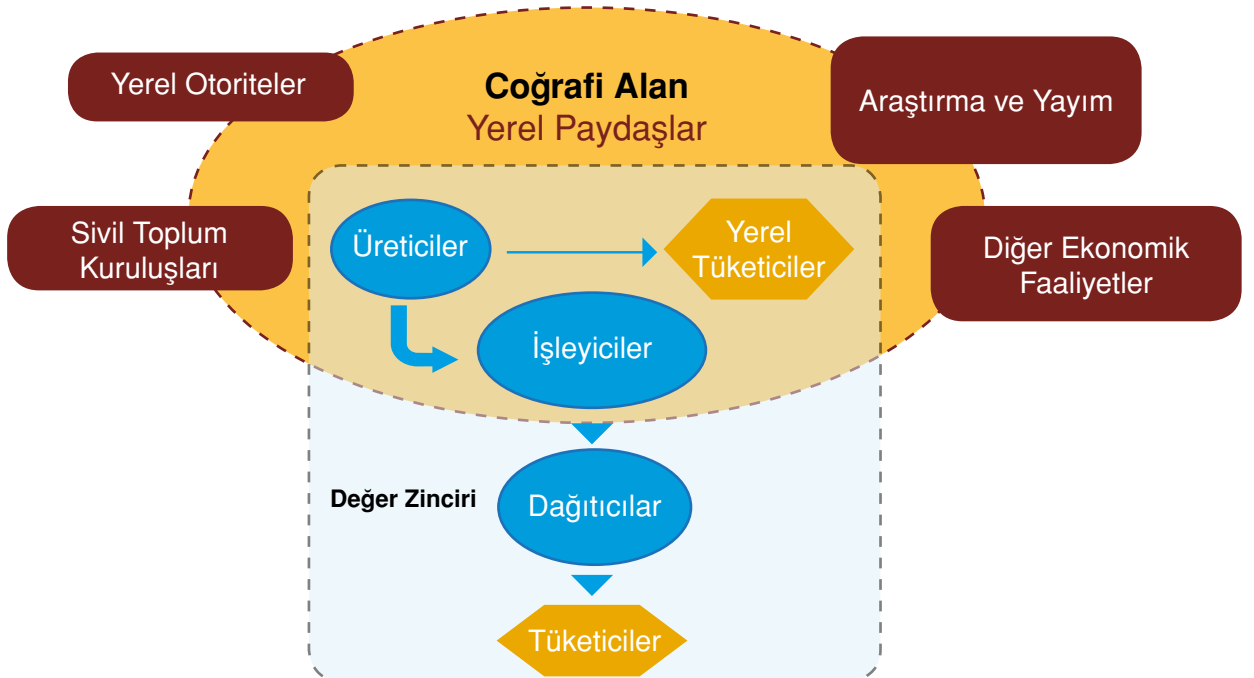 Yerel Otoriteler
Coğrafi Alan
Yerel Paydaşlar
Araştırma ve Yayım
Sivil Toplum
Kuruluşları
Üreticiler
Yerel
Tüketiciler
Diğer Ekonomik
Faaliyetler
İşleyiciler
Değer Zinciri
Dağıtıcılar
Tüketiciler